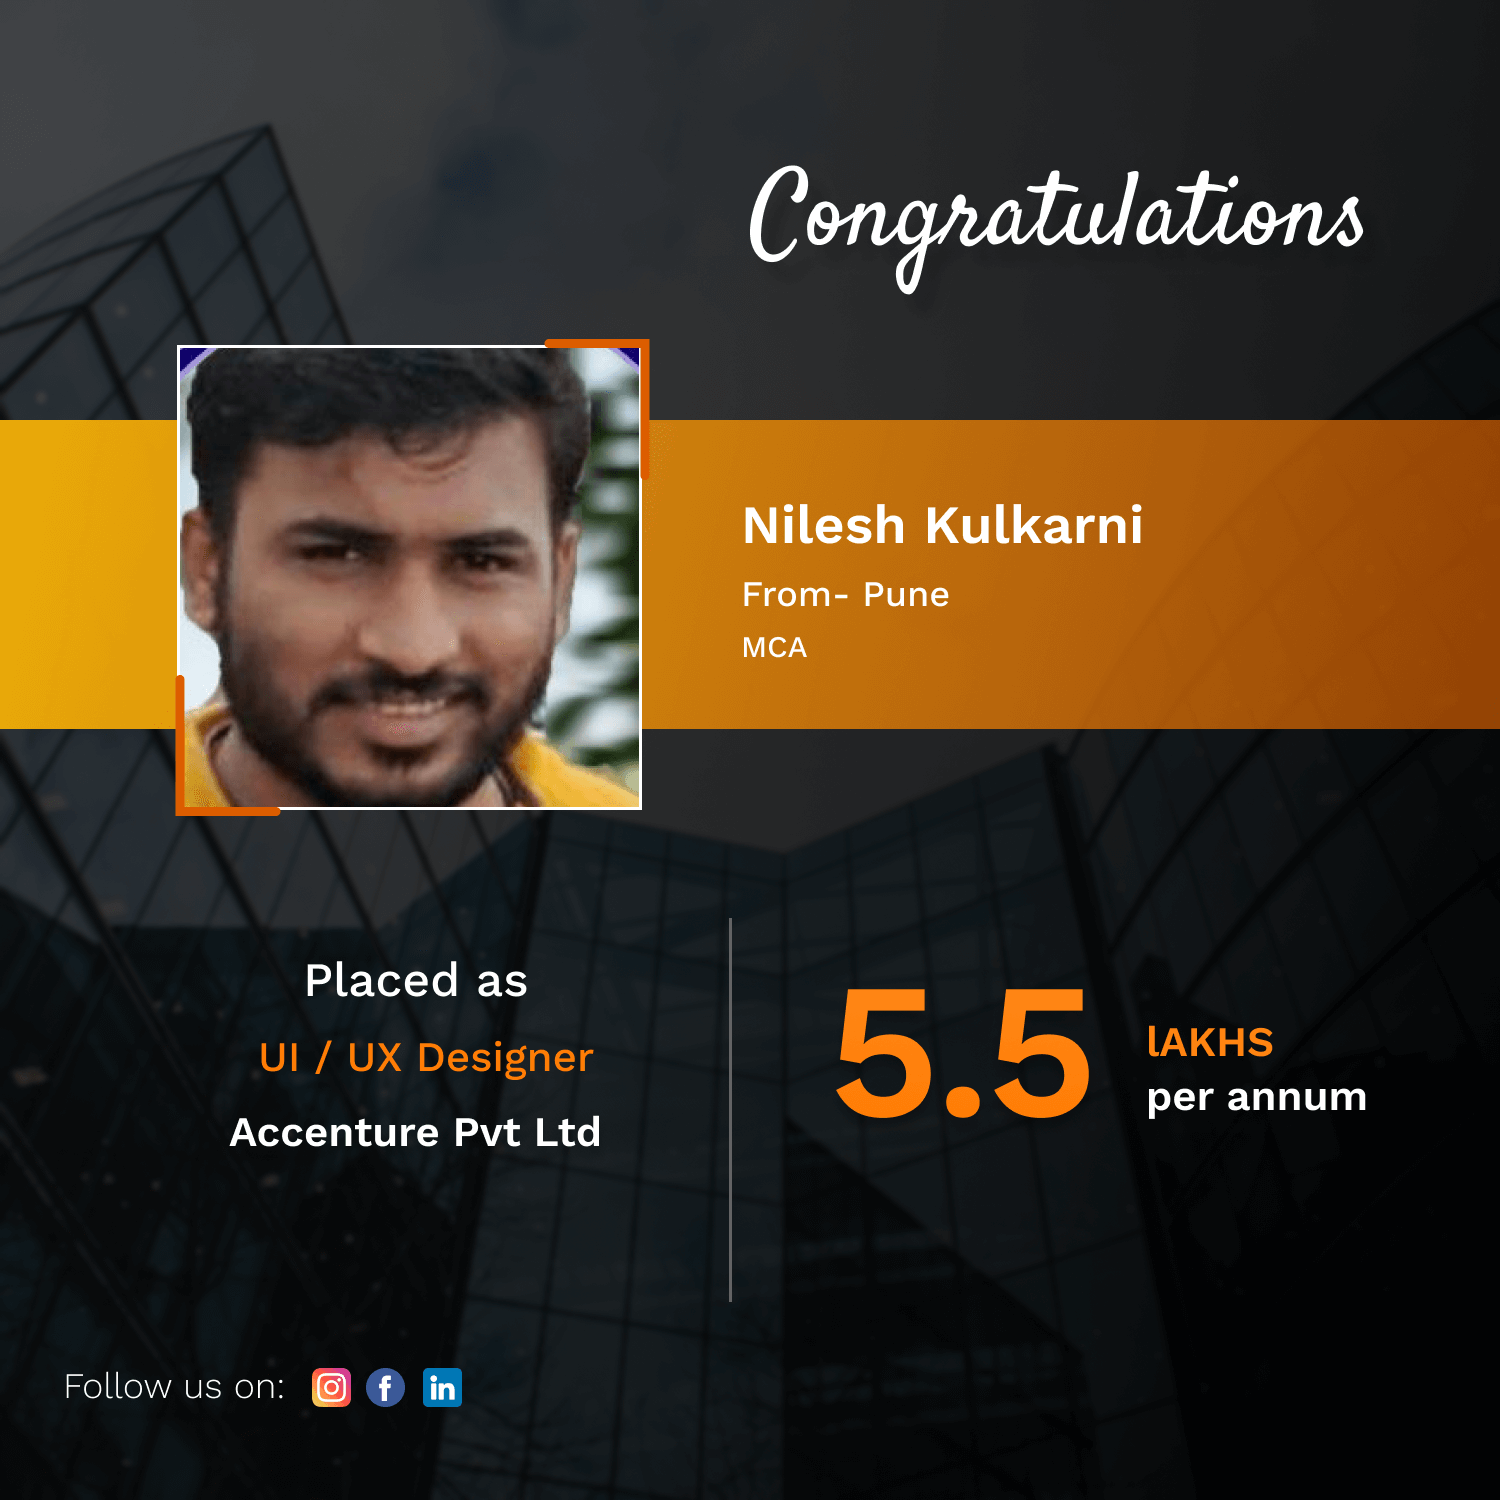 Congratulations
Nilesh Kulkarni
From- Pune
MCA
Placed as
UI / UX Designer
Accenture Pvt Ltd
5.5
lAKHS
per annum
Follow us on: